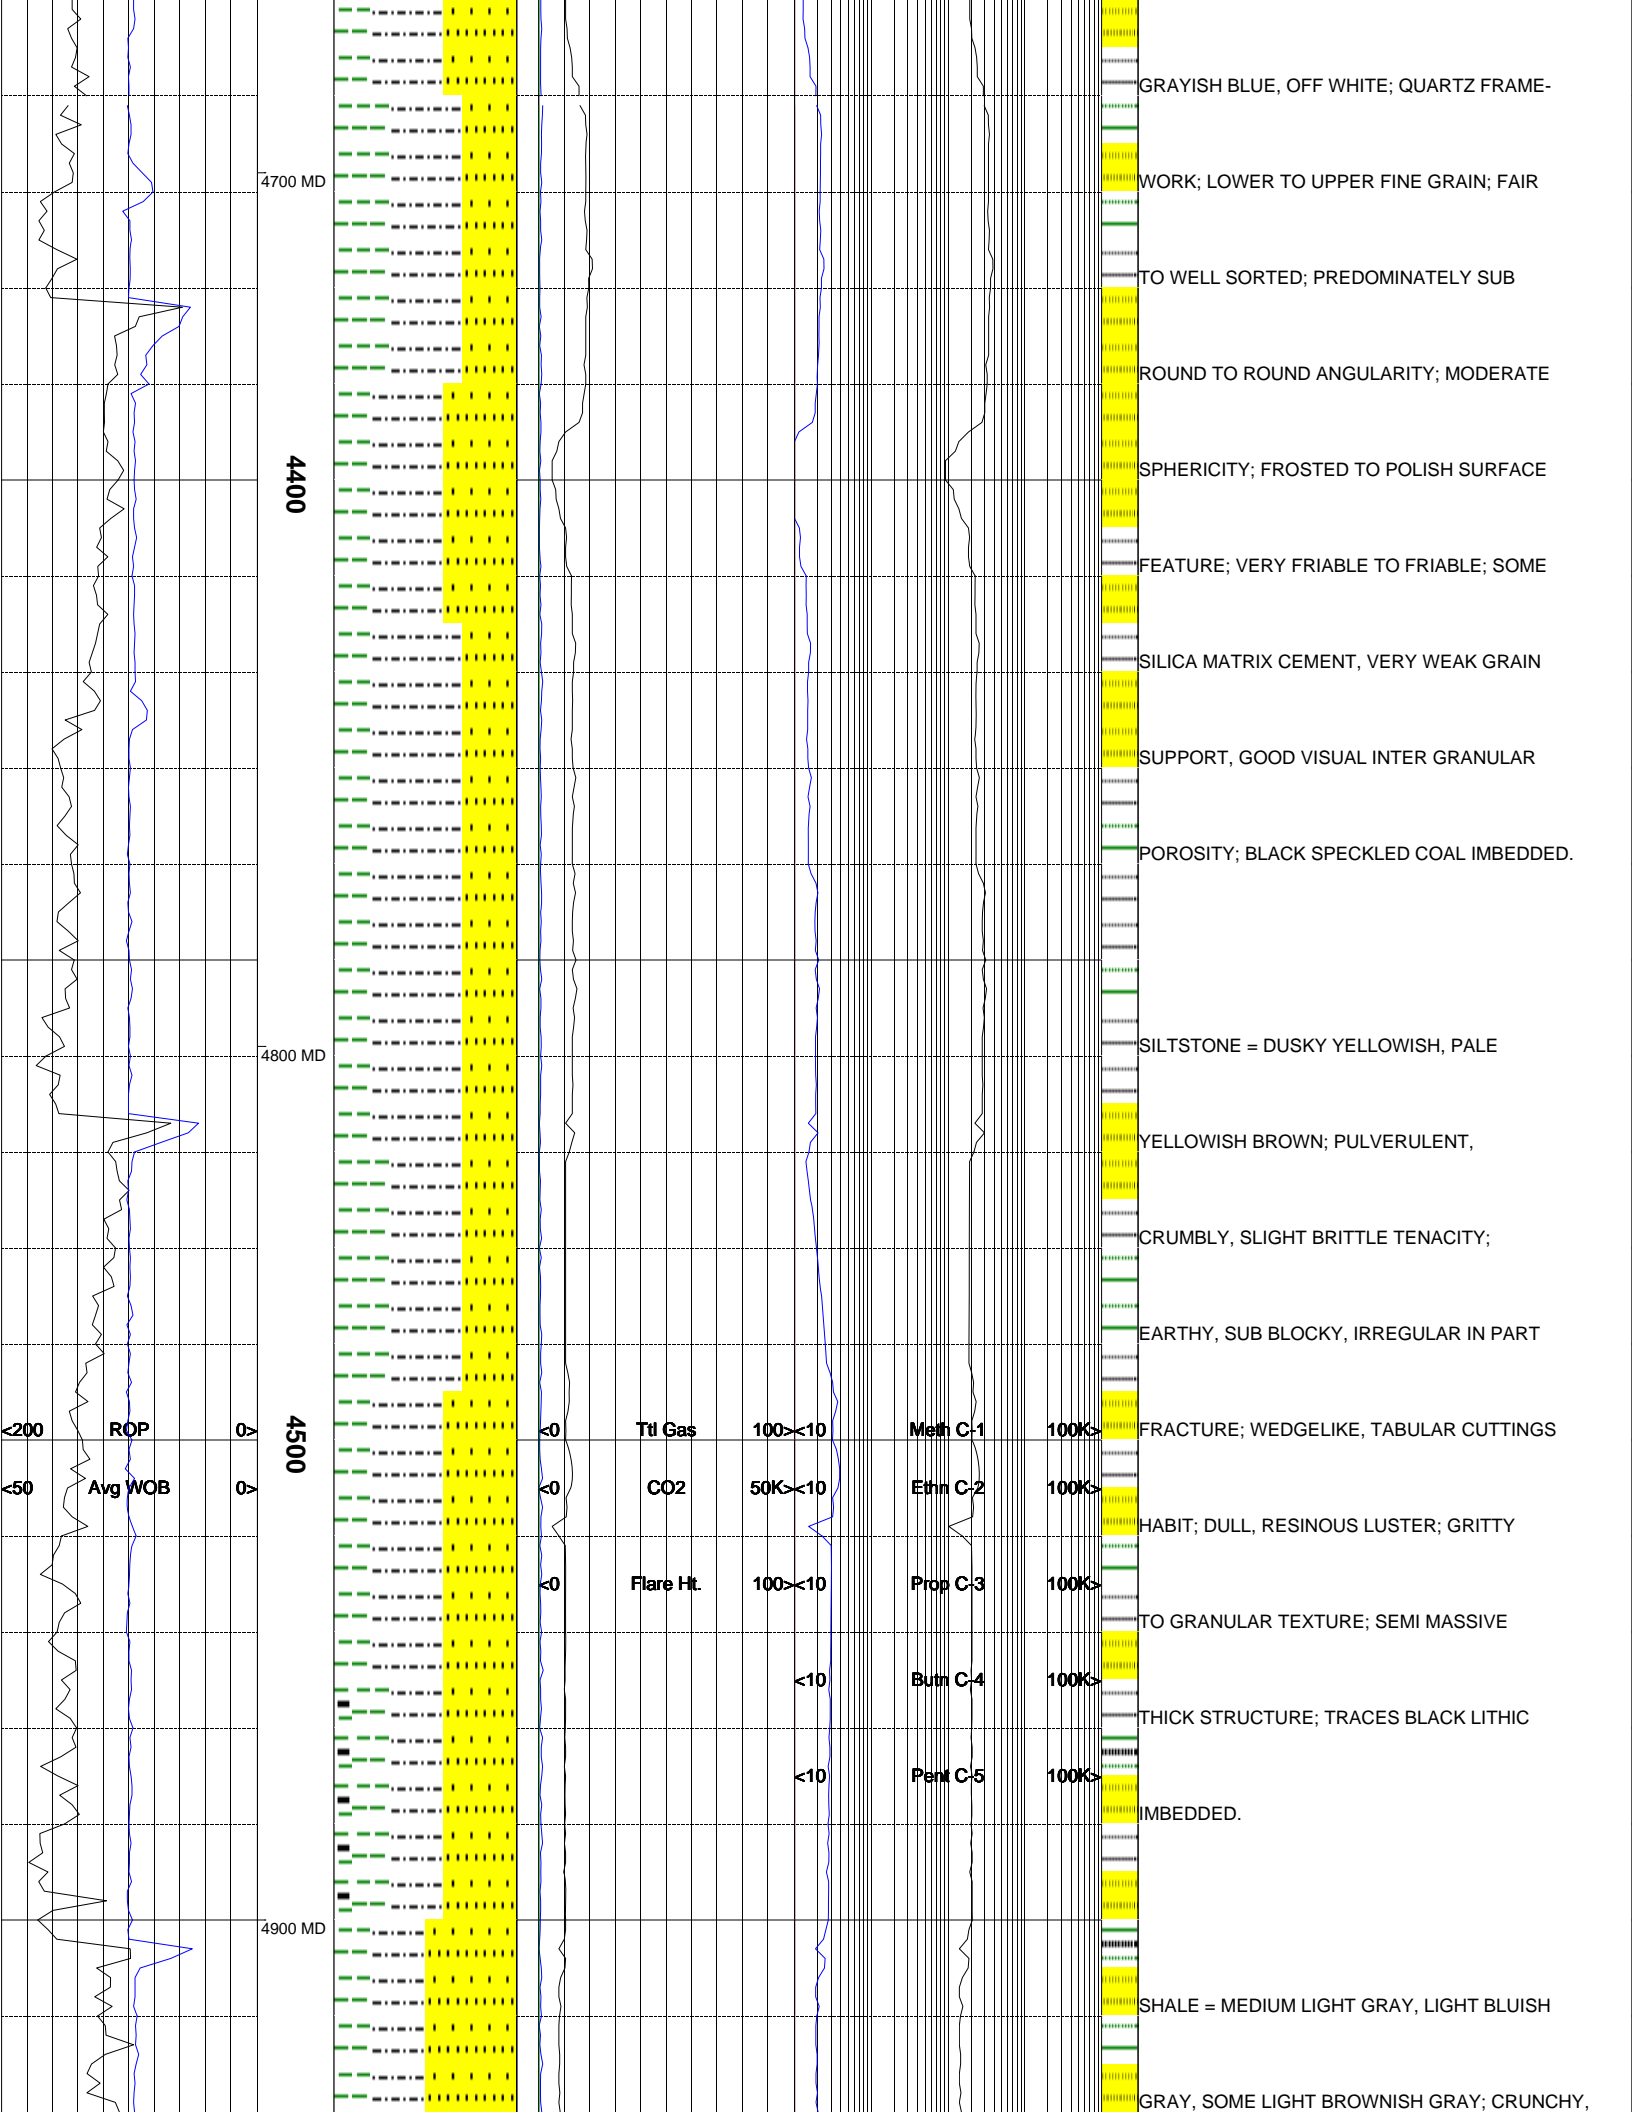 GRAYISH BLUE, OFF WHITE; QUARTZ FRAME-
4700 MD
WORK; LOWER TO UPPER FINE GRAIN; FAIR
TO WELL SORTED; PREDOMINATELY SUB
ROUND TO ROUND ANGULARITY; MODERATE
4400
SPHERICITY; FROSTED TO POLISH SURFACE
FEATURE; VERY FRIABLE TO FRIABLE; SOME
SILICA MATRIX CEMENT, VERY WEAK GRAIN
SUPPORT, GOOD VISUAL INTER GRANULAR
POROSITY; BLACK SPECKLED COAL IMBEDDED.
4800 MD
SILTSTONE = DUSKY YELLOWISH, PALE
YELLOWISH BROWN; PULVERULENT,
CRUMBLY, SLIGHT BRITTLE TENACITY;
EARTHY, SUB BLOCKY, IRREGULAR IN PART
<200 ROP 0> 4500 <0 Ttl Gas 100> <10 Meth C-1 100K> FRACTURE; WEDGELIKE, TABULAR CUTTINGS
<50 Avg WOB 0> <0 CO2 50K> <10 Ethn C-2 100K>
HABIT; DULL, RESINOUS LUSTER; GRITTY
<0 Flare Ht. 100> <10 Prop C-3 100K>
TO GRANULAR TEXTURE; SEMI MASSIVE
<10 Butn C-4 100K>
THICK STRUCTURE; TRACES BLACK LITHIC
<10 Pent C-5 100K>
IMBEDDED.
4900 MD
SHALE = MEDIUM LIGHT GRAY, LIGHT BLUISH
GRAY, SOME LIGHT BROWNISH GRAY; CRUNCHY,